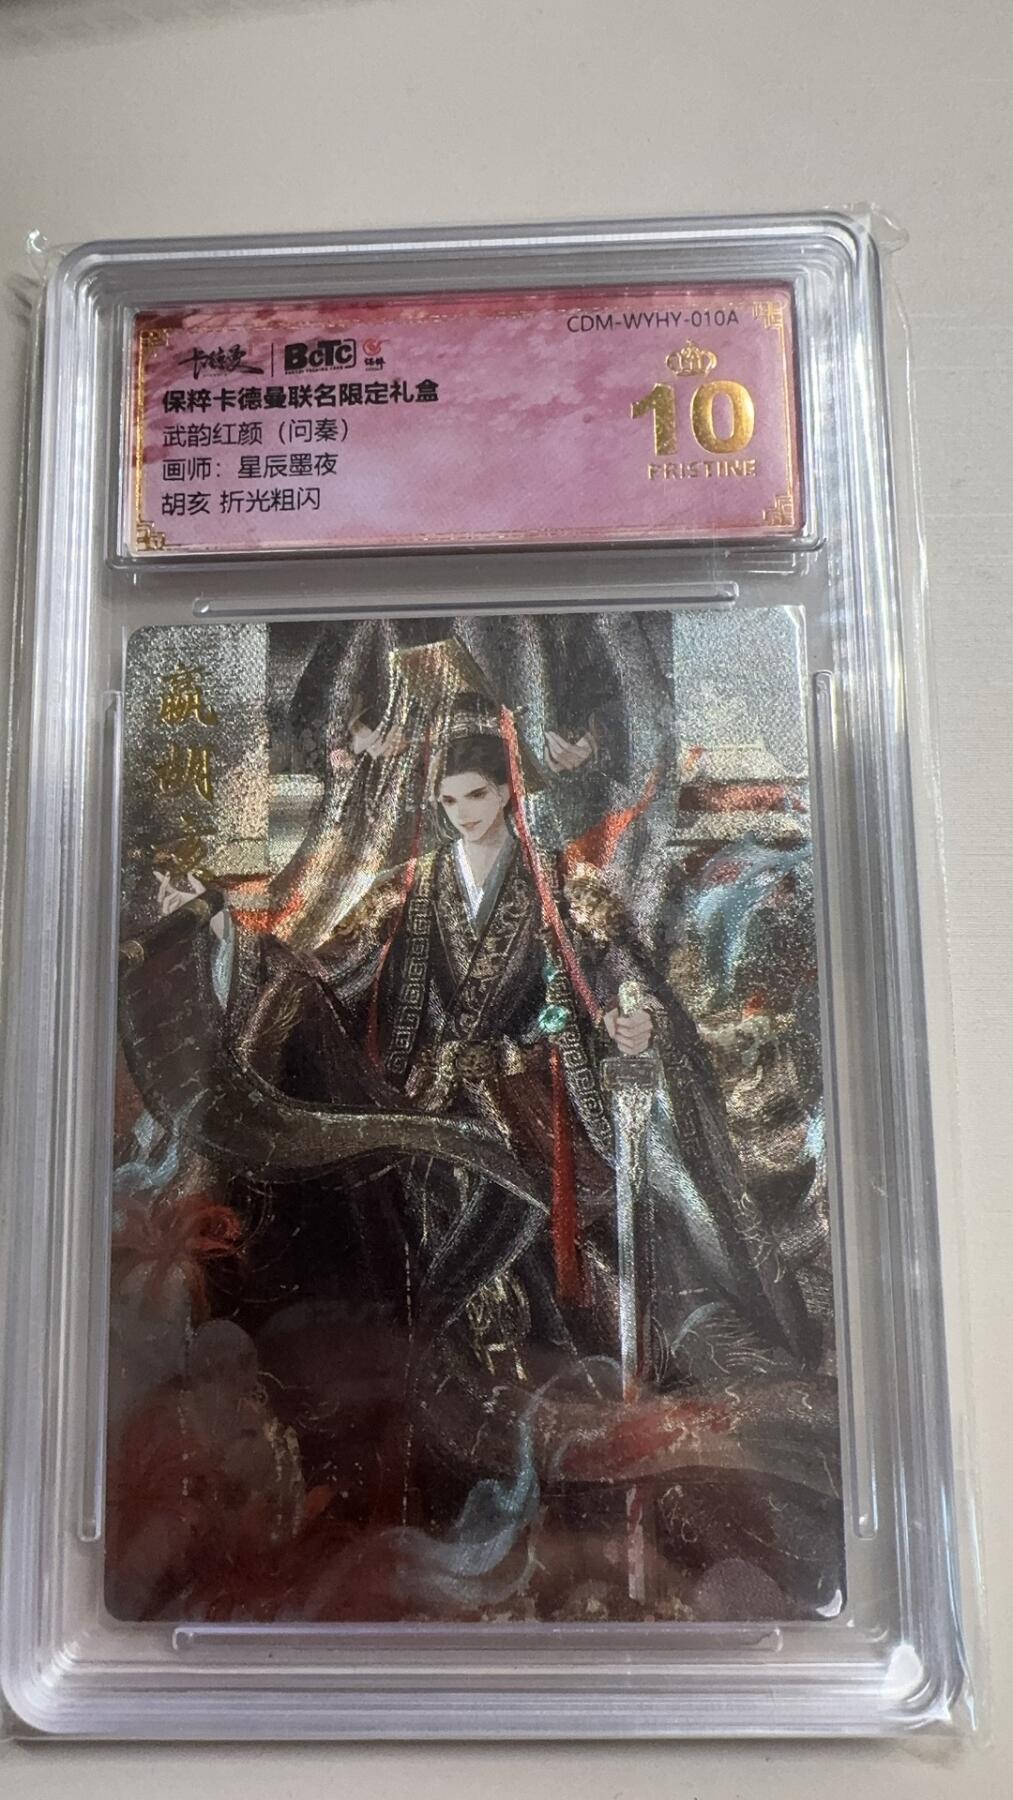 CDM-WYHY-010A
卡德曼 BCTC 保粹
保粹卡德曼联名限定礼盒
武韵红颜（问秦）
画师：星辰墨夜
胡亥 折光粗闪
10
PRISTINE
嬴胡亥